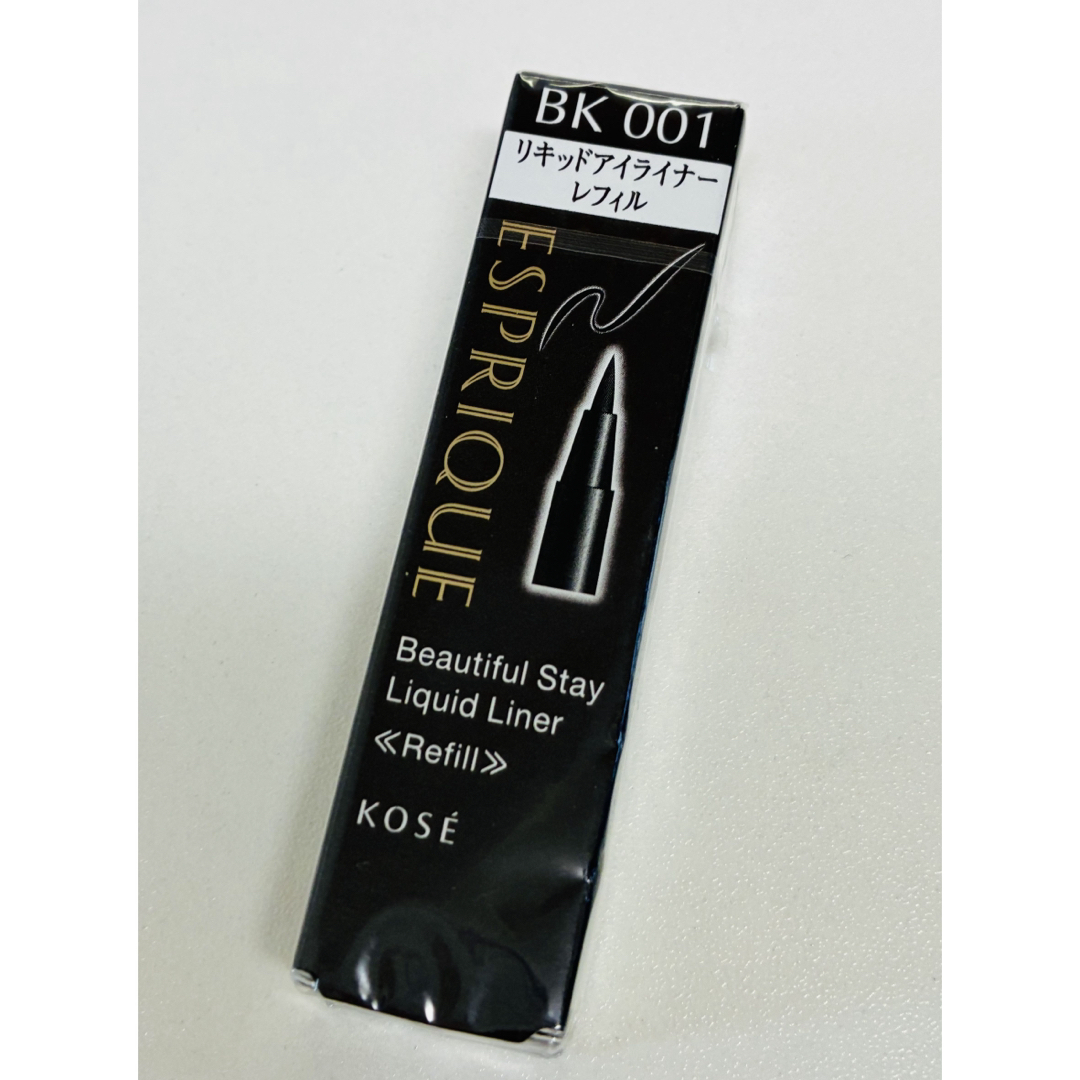 BK 001
リキッドアイライナー
レフィル
ESPRIQUE
Beautiful Stay
Liquid Liner
≪Refill≫
KOSÉ